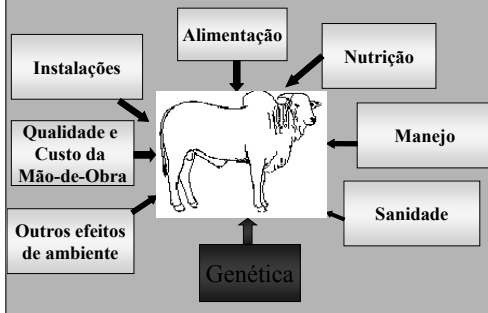 Alimentação
Nutrição
Instalações
Qualidade e
Custo da
Mão-de-Obra
Manejo
Outros efeitos
de ambiente
Sanidade
Genética